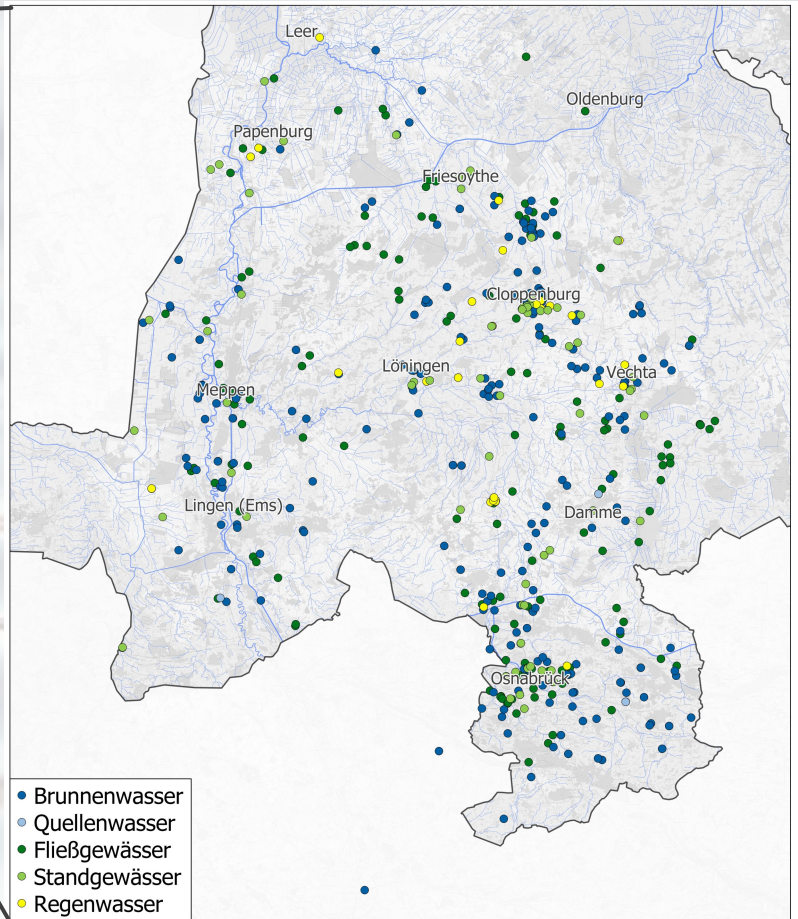 Leer
Oldenburg
Papenburg
Friesoythe
Cloppenburg
Löningen
Vechta
Meppen
Lingen (Ems)
Damme
Osnabrück
Brunnenwasser
Quellenwasser
Fließgewässer
Standgewässer
Regenwasser